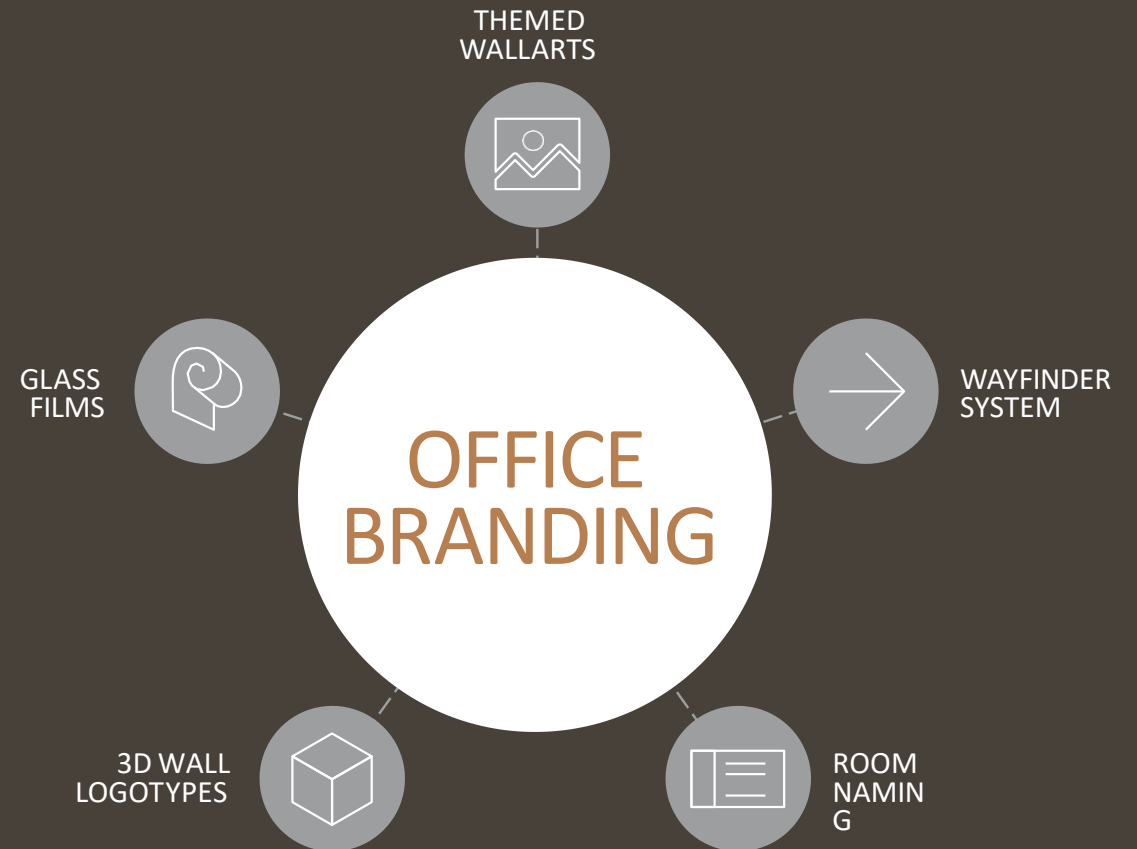 THEMED
WALLARTS
GLASS
FILMS
WAYFINDER
SYSTEM
OFFICE
BRANDING
3D WALL
LOGOTYPES
ROOM
NAMIN
G